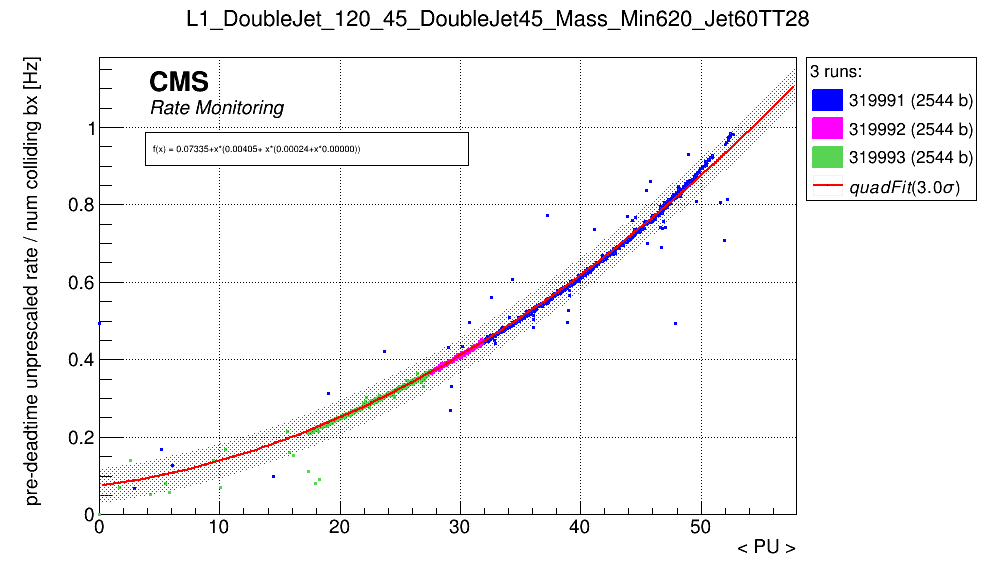 L1_DoubleJet_120_45_DoubleJet45_Mass_Min620_Jet60TT28
pre-deadtime unprescaled rate / num colliding bx [Hz]
CMS
Rate Monitoring
f(x) = 0.07335+x*(0.00405+ x*(0.00024+x*0.00000))
3 runs:
319991 (2544 b)
319992 (2544 b)
319993 (2544 b)
quadFit(3.0σ)
1
0.8
0.6
0.4
0.2
0
0 10 20 30 40 50
< PU >